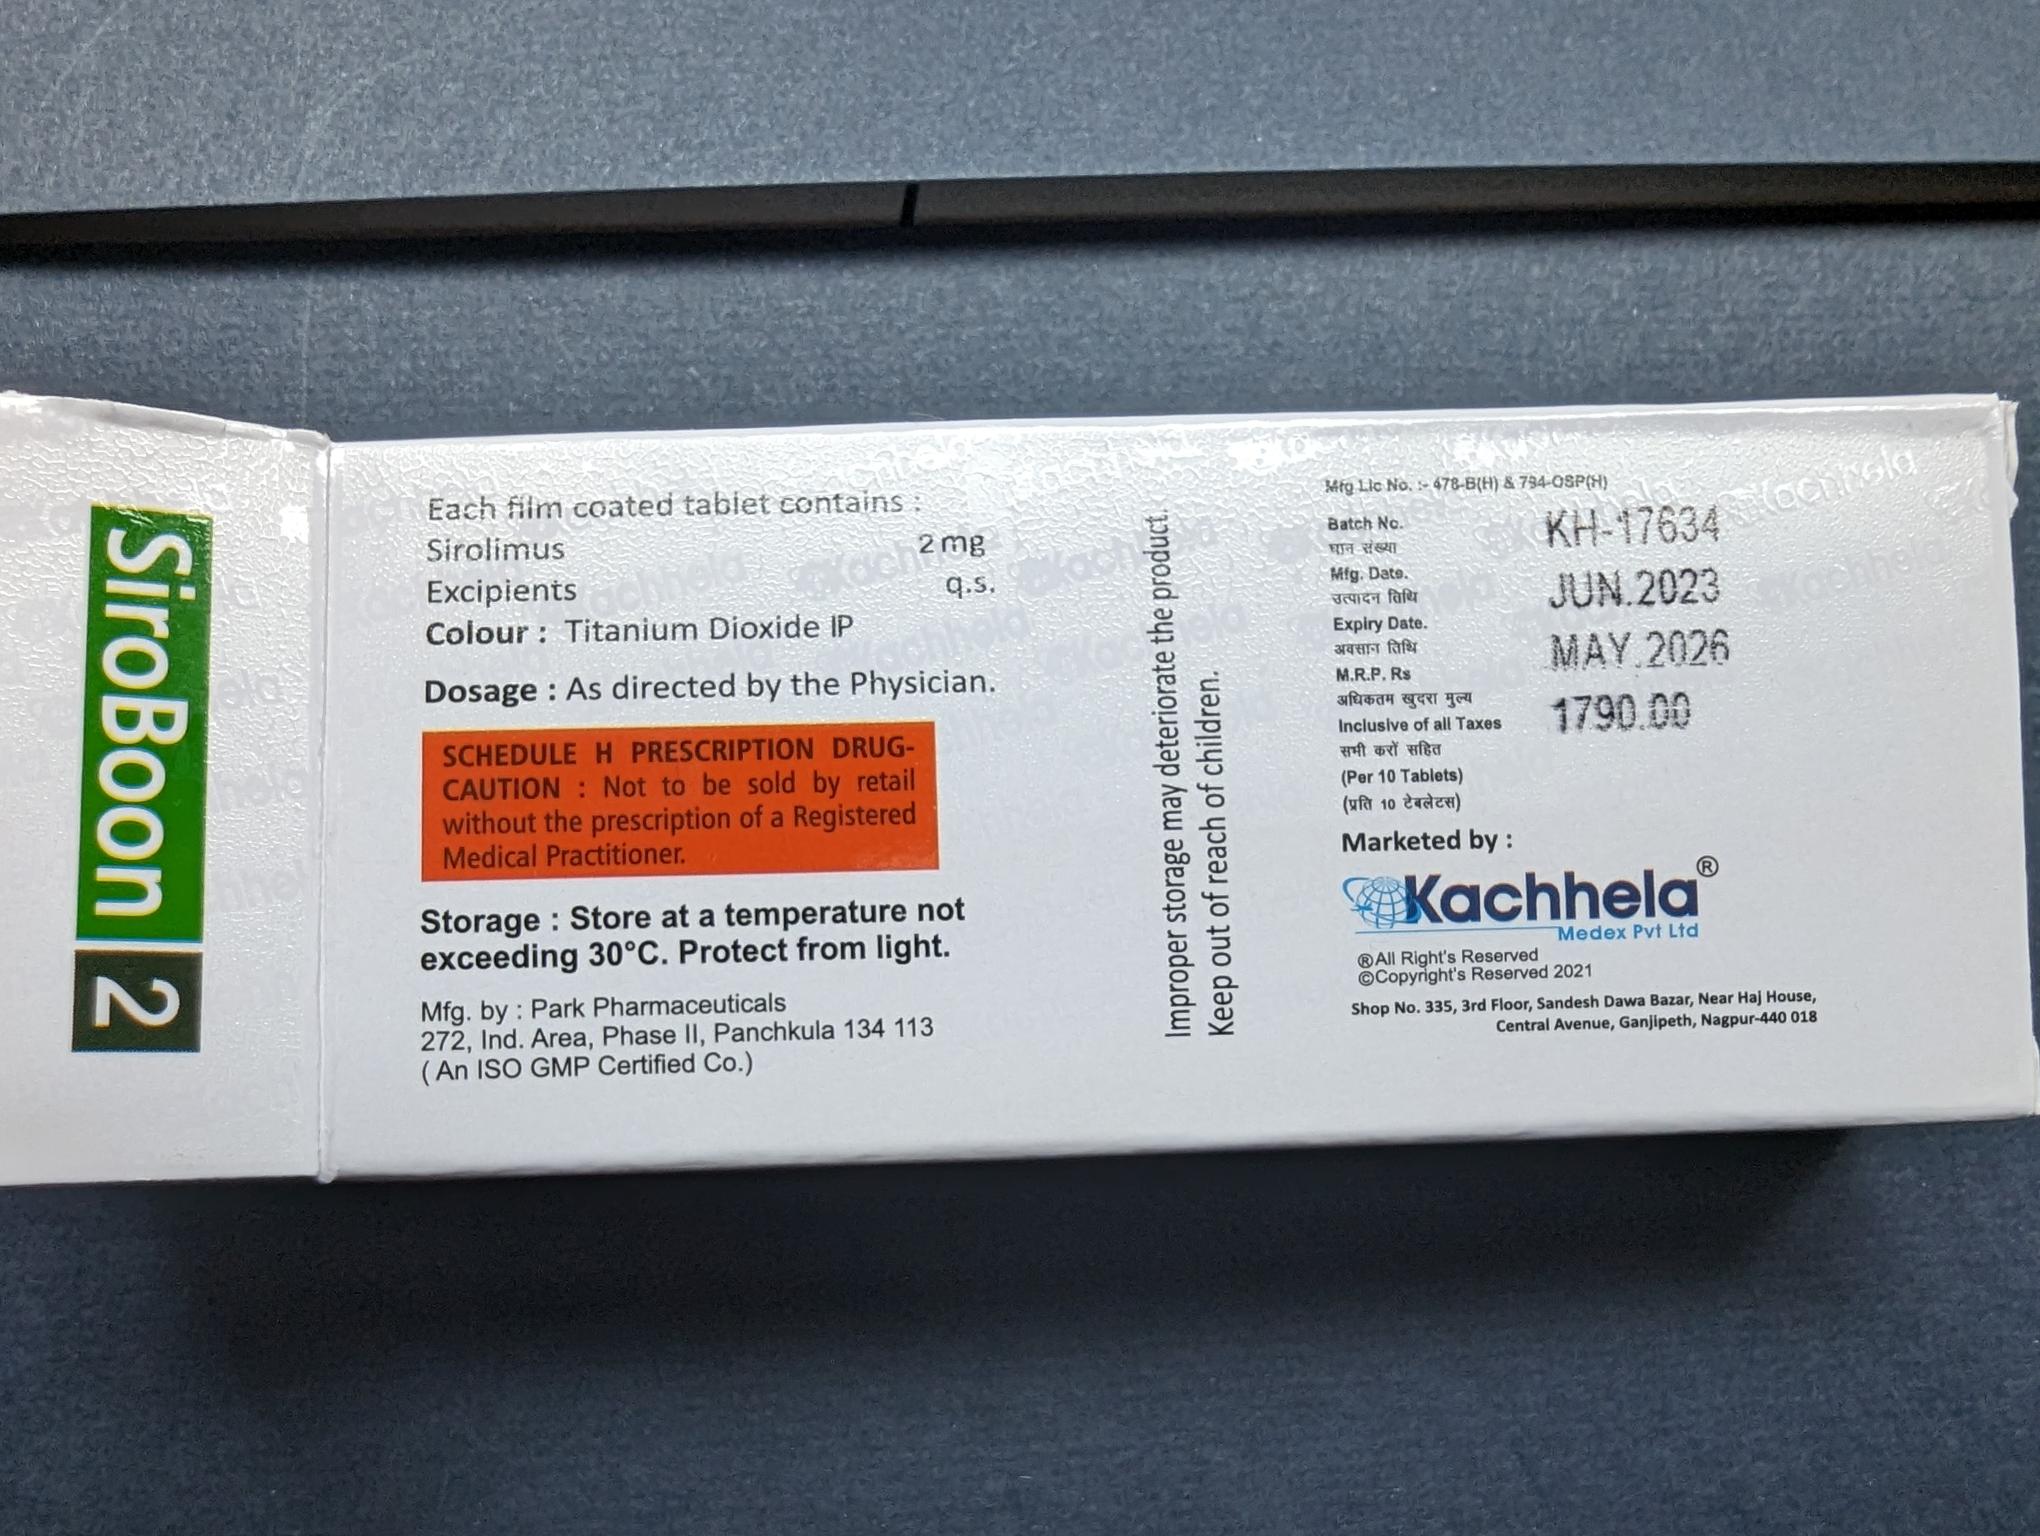 SiroBoon 2
Each film coated tablet contains :
Sirolimus 2 mg
Excipients q.s.
Colour : Titanium Dioxide IP
Dosage : As directed by the Physician.
SCHEDULE H PRESCRIPTION DRUG-
CAUTION : Not to be sold by retail
without the prescription of a Registered
Medical Practitioner.
Storage : Store at a temperature not
exceeding 30°C. Protect from light.
Mfg. by : Park Pharmaceuticals
272, Ind. Area, Phase II, Panchkula 134 113
( An ISO GMP Certified Co.)
Improper storage may deteriorate the product.
Keep out of reach of children.
Mfg Lic No. :- 478-B(H) & 794-OSP(H)
Batch No. KH-17634
घान संख्या
Mfg. Date. JUN.2023
उत्पादन तिथि
Expiry Date. MAY.2026
अवसान तिथि
M.R.P. Rs 1790.00
अधिकतम खुदरा मुल्य
Inclusive of all Taxes
सभी करों सहित
(Per 10 Tablets)
(प्रति 10 टेबलेटस)
Marketed by :
Kachhela®
Medex Pvt Ltd
®All Right's Reserved
©Copyright's Reserved 2021
Shop No. 335, 3rd Floor, Sandesh Dawa Bazar, Near Haj House,
Central Avenue, Ganjipeth, Nagpur-440 018